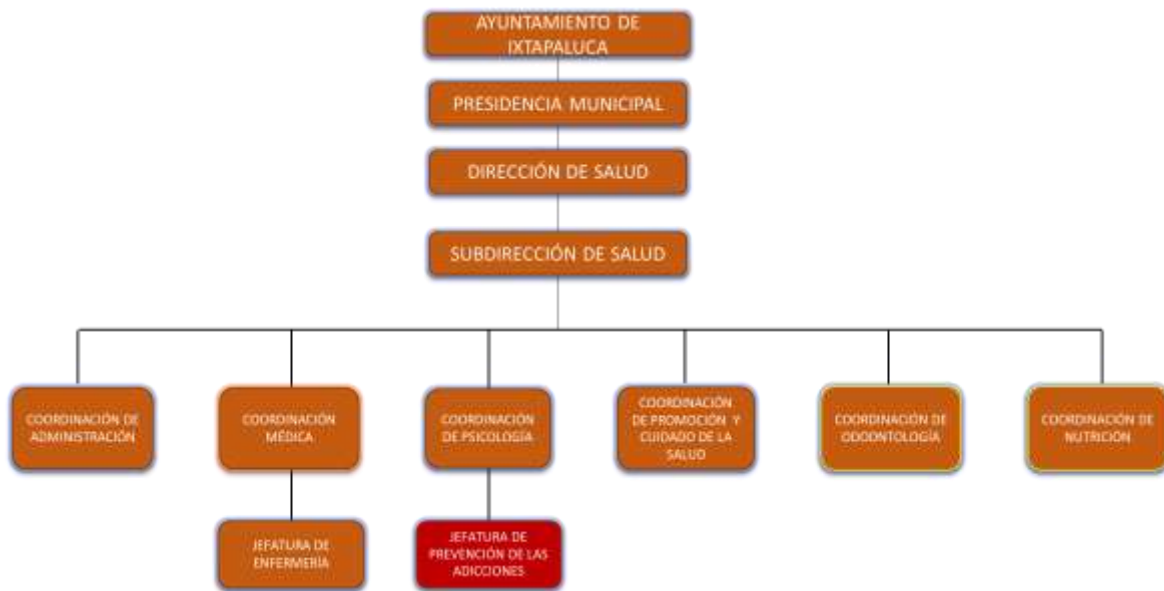 AYUNTAMIENTO DE
IXTAPALUCA
PRESIDENCIA MUNICIPAL
DIRECCIÓN DE SALUD
SUBDIRECCIÓN DE SALUD
COORDINACIÓN DE
ADMINISTRACIÓN
COORDINACIÓN
MÉDICA
COORDINACIÓN
DE PSICOLOGÍA
COORDINACIÓN
DE PROMOCIÓN Y
CUIDADO DE LA
SALUD
COORDINACIÓN DE
ODODONTOLOGÍA
COORDINACIÓN DE
NUTRICIÓN
JEFATURA DE
ENFERMERÍA
JEFATURA DE
PREVENCIÓN DE LAS
ADICCIONES